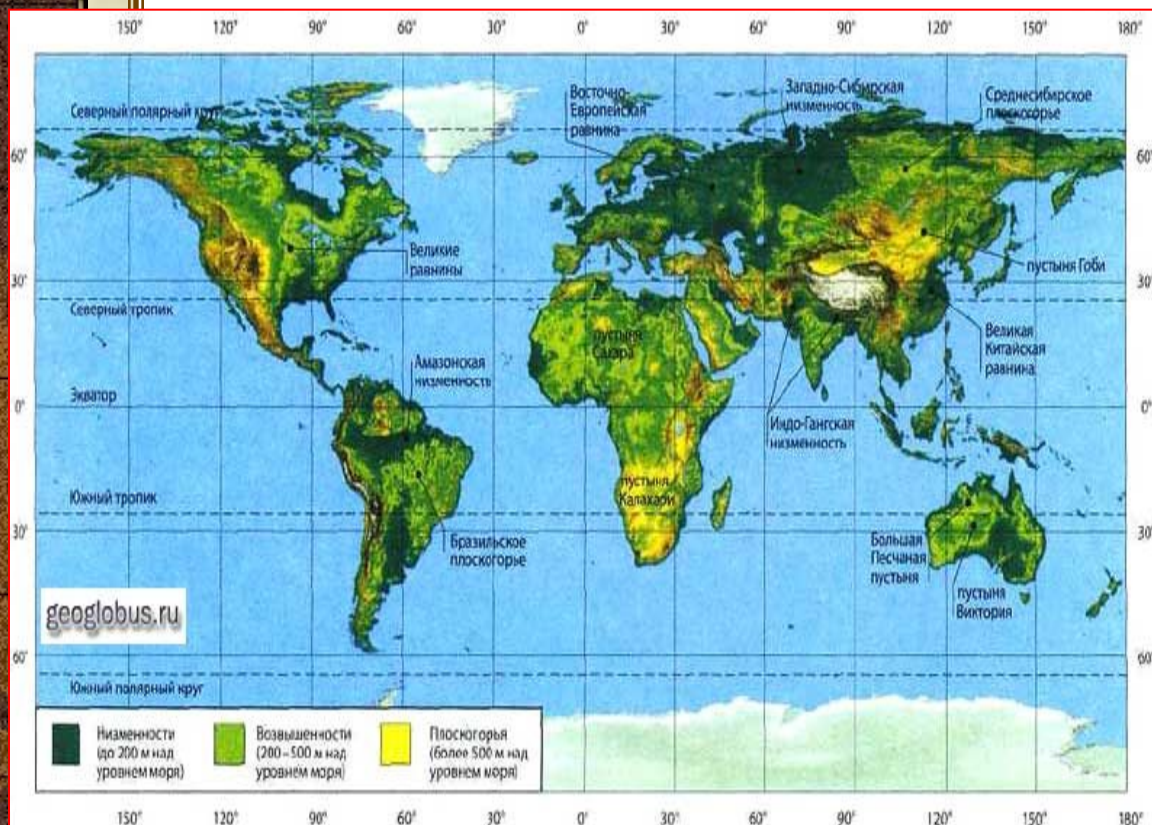 150° 120° 90° 60° 30° 0° 30° 60° 90° 120° 150° 180°
Северный полярный круг
Восточно-
Европейская
равнина
Западно-Сибирская
низменность
Среднесибирское
плоскогорье
60° 60°
Великие
равнины
пустыня Гоби
30° 30°
Северный тропик
пустыня
Сахара
Великая
Китайская
равнина
Амазонская
низменность
Экватор
0° 0°
Индо-Гангская
низменность
пустыня
Калахари
Южный тропик
30° 30°
Бразильское
плоскогорье
Большая
Песчаная
пустыня
пустыня
Виктория
geoglobus.ru
60° 60°
Южный полярный круг
Низменности
(до 200 м над
уровнем моря)
Возвышенности
(200–500 м над
уровнем моря)
Плоскогорья
(более 500 м над
уровнем моря)
150° 120° 90° 60° 30° 0° 30° 60° 90° 120° 150° 180°